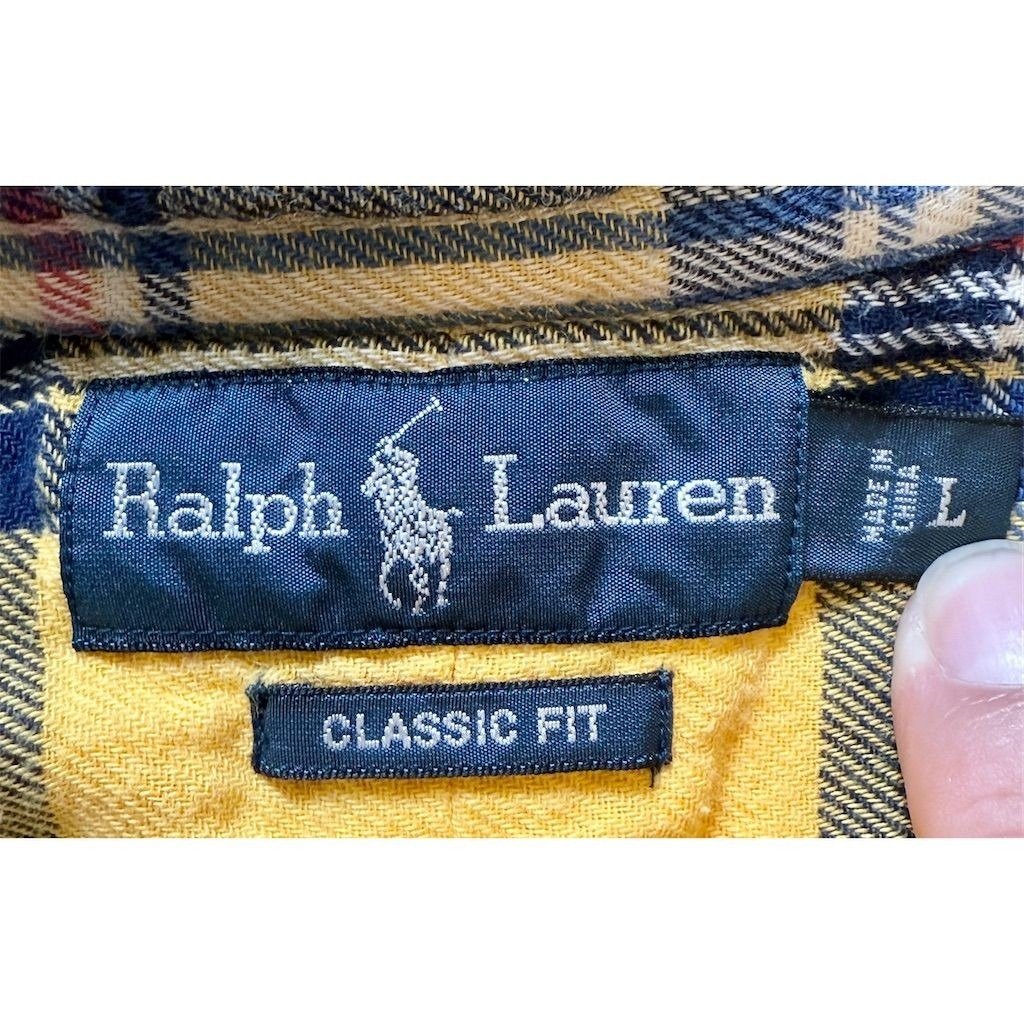 Ralph Lauren
MADE IN
CHINA
L
CLASSIC FIT